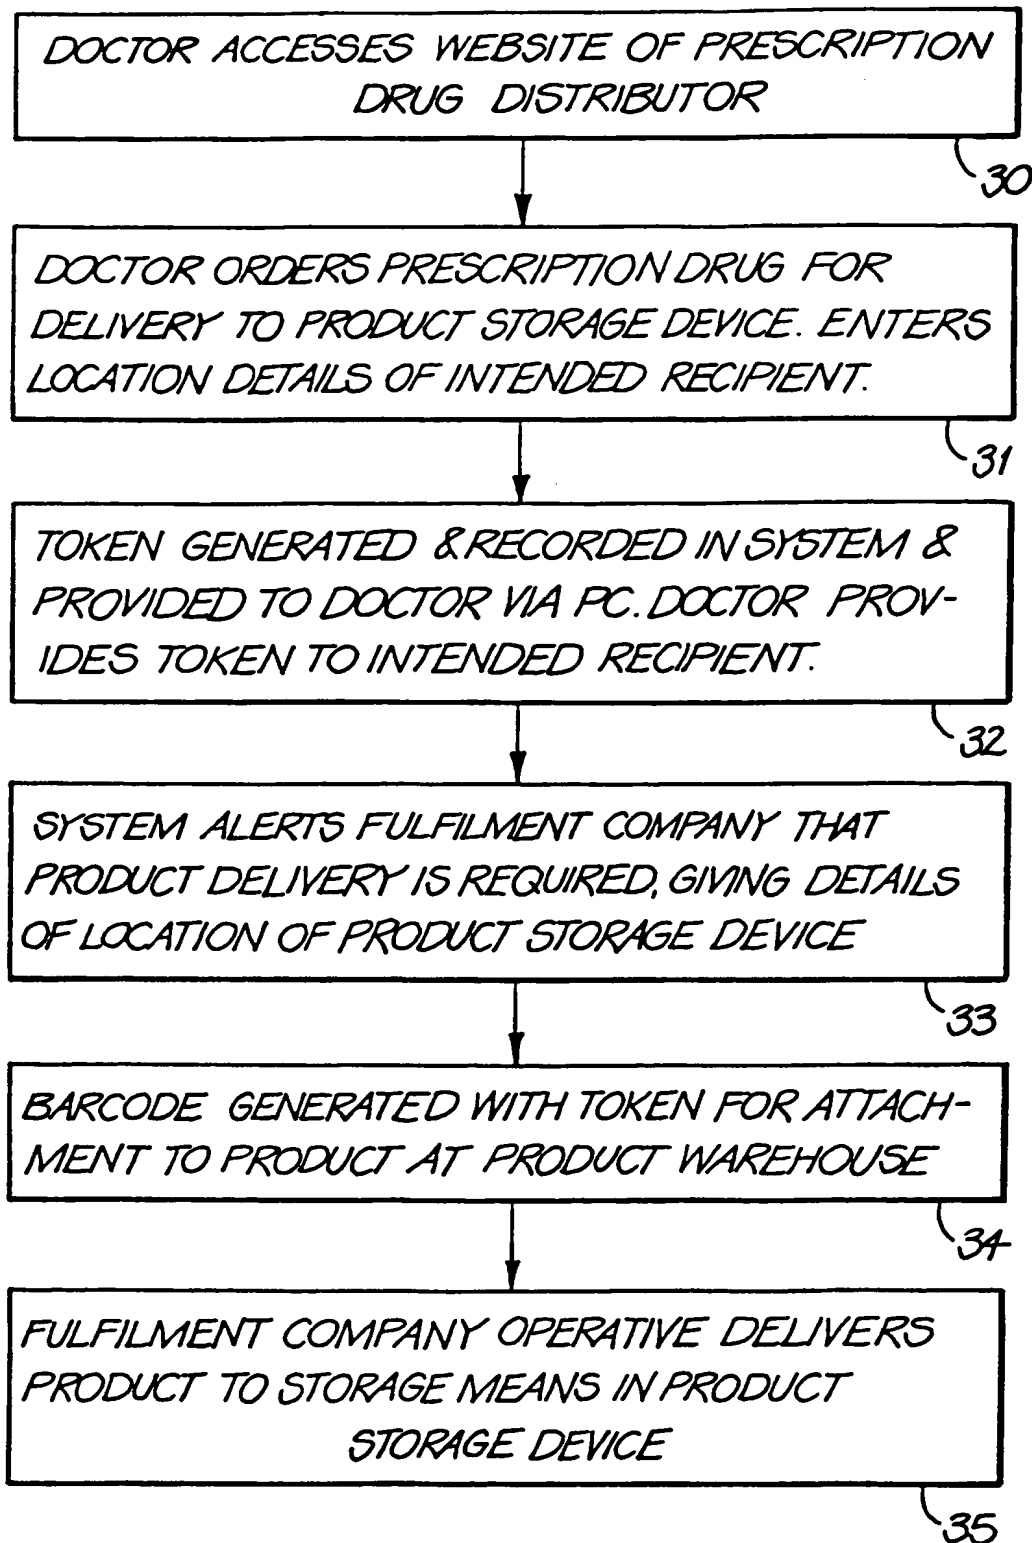 DOCTOR ACCESSES WEBSITE OF PRESCRIPTION
DRUG DISTRIBUTOR
30
DOCTOR ORDERS PRESCRIPTION DRUG FOR
DELIVERY TO PRODUCT STORAGE DEVICE. ENTERS
LOCATION DETAILS OF INTENDED RECIPIENT.
31
TOKEN GENERATED & RECORDED IN SYSTEM &
PROVIDED TO DOCTOR VIA PC. DOCTOR PROV-
IDES TOKEN TO INTENDED RECIPIENT.
32
SYSTEM ALERTS FULFILMENT COMPANY THAT
PRODUCT DELIVERY IS REQUIRED, GIVING DETAILS
OF LOCATION OF PRODUCT STORAGE DEVICE
33
BARCODE GENERATED WITH TOKEN FOR ATTACH-
MENT TO PRODUCT AT PRODUCT WAREHOUSE
34
FULFILMENT COMPANY OPERATIVE DELIVERS
PRODUCT TO STORAGE MEANS IN PRODUCT
STORAGE DEVICE
35